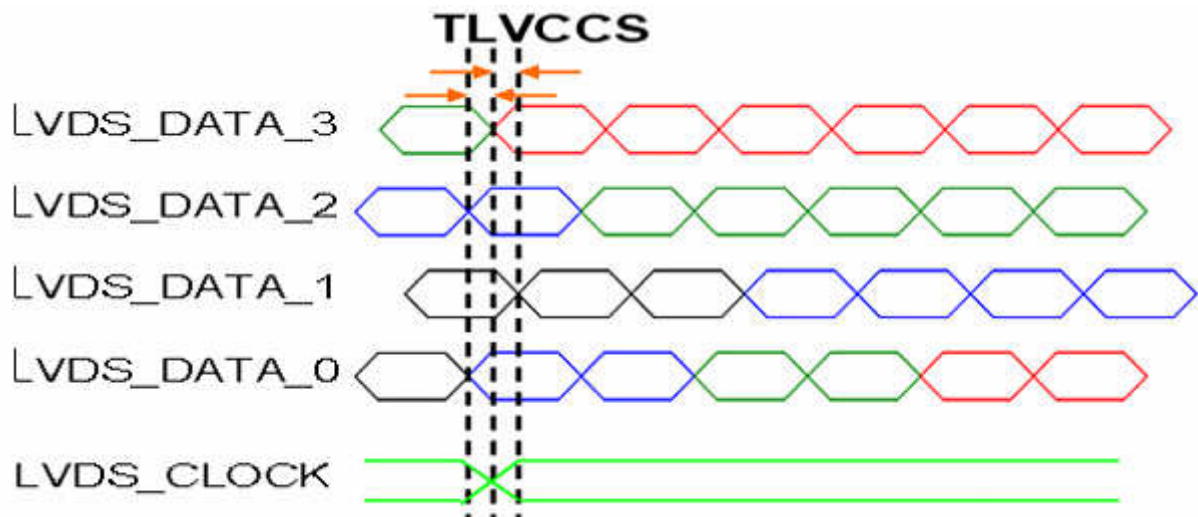 TLVCCS
LVDS_DATA_3
LVDS_DATA_2
LVDS_DATA_1
LVDS_DATA_0
LVDS_CLOCK